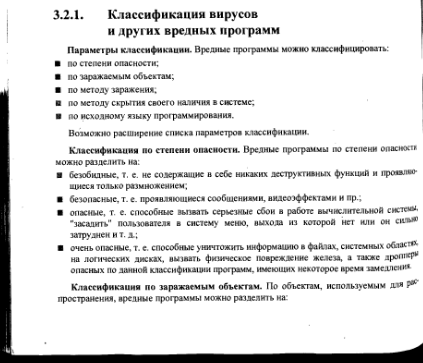 3.2.1. Классификация вирусов
и других вредных программ
Параметры классификации. Вредные программы можно классифицировать:
■ по степени опасности;
■ по заражаемым объектам;
■ по методу заражения;
■ по методу скрытия своего наличия в системе;
■ по исходному языку программирования.
Возможно расширение списка параметров классификации.
Классификация по степени опасности. Вредные программы по степени опасности
можно разделить на:
■ безобидные, т. е. не содержащие в себе никаких деструктивных функций и проявляю-
щиеся только размножением;
■ безопасные, т. е. проявляющиеся сообщениями, видеоэффектами и пр.;
■ опасные, т. е. способные вызвать серьезные сбои в работе вычислительной системы,
"засадить" пользователя в систему меню, выхода из которой нет или он сильно
затруднен и т. д.;
■ очень опасные, т. е. способные уничтожить информацию в файлах, системных областях,
на логических дисках, вызвать физическое повреждение железа, а также дропперы
опасных по данной классификации программ, имеющих некоторое время замедления.
Классификация по заражаемым объектам. По объектам, используемым для рас-
пространения, вредные программы можно разделить на: